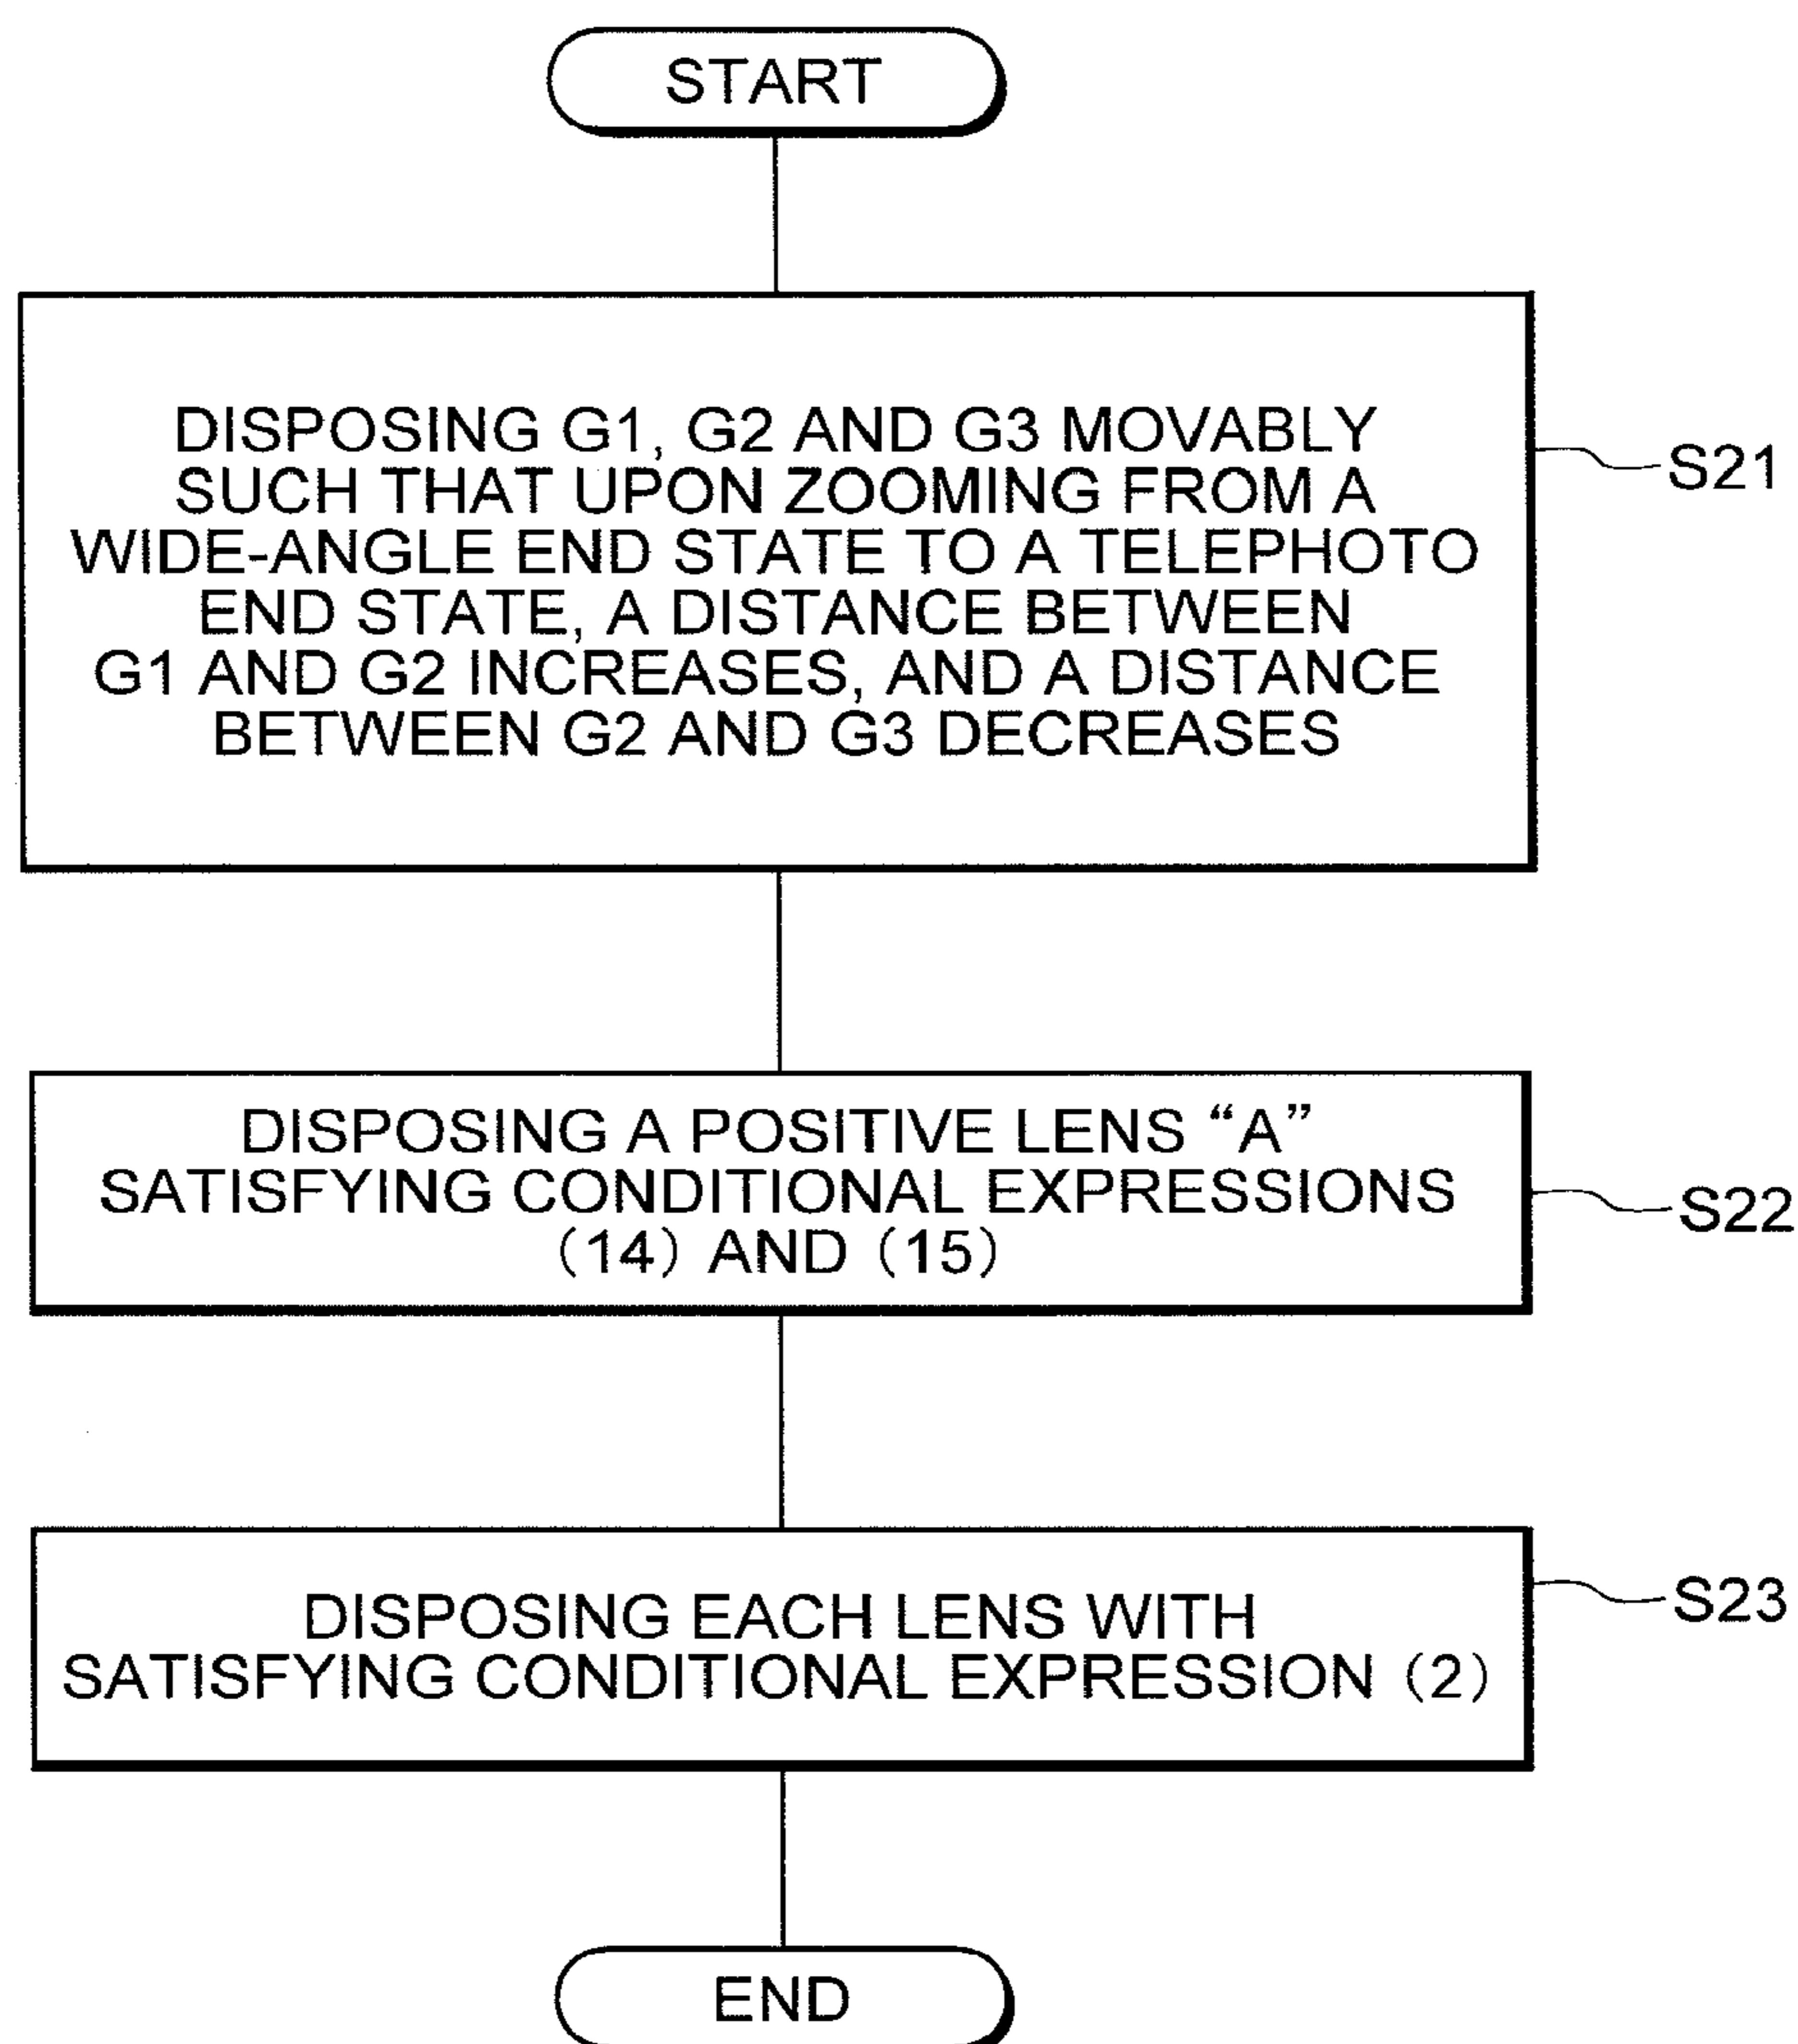 START
DISPOSING G1, G2 AND G3 MOVABLY
SUCH THAT UPON ZOOMING FROM A
WIDE-ANGLE END STATE TO A TELEPHOTO
END STATE, A DISTANCE BETWEEN
G1 AND G2 INCREASES, AND A DISTANCE
BETWEEN G2 AND G3 DECREASES
S21
DISPOSING A POSITIVE LENS “A”
SATISFYING CONDITIONAL EXPRESSIONS
(14) AND (15)
S22
DISPOSING EACH LENS WITH
SATISFYING CONDITIONAL EXPRESSION (2)
S23
END